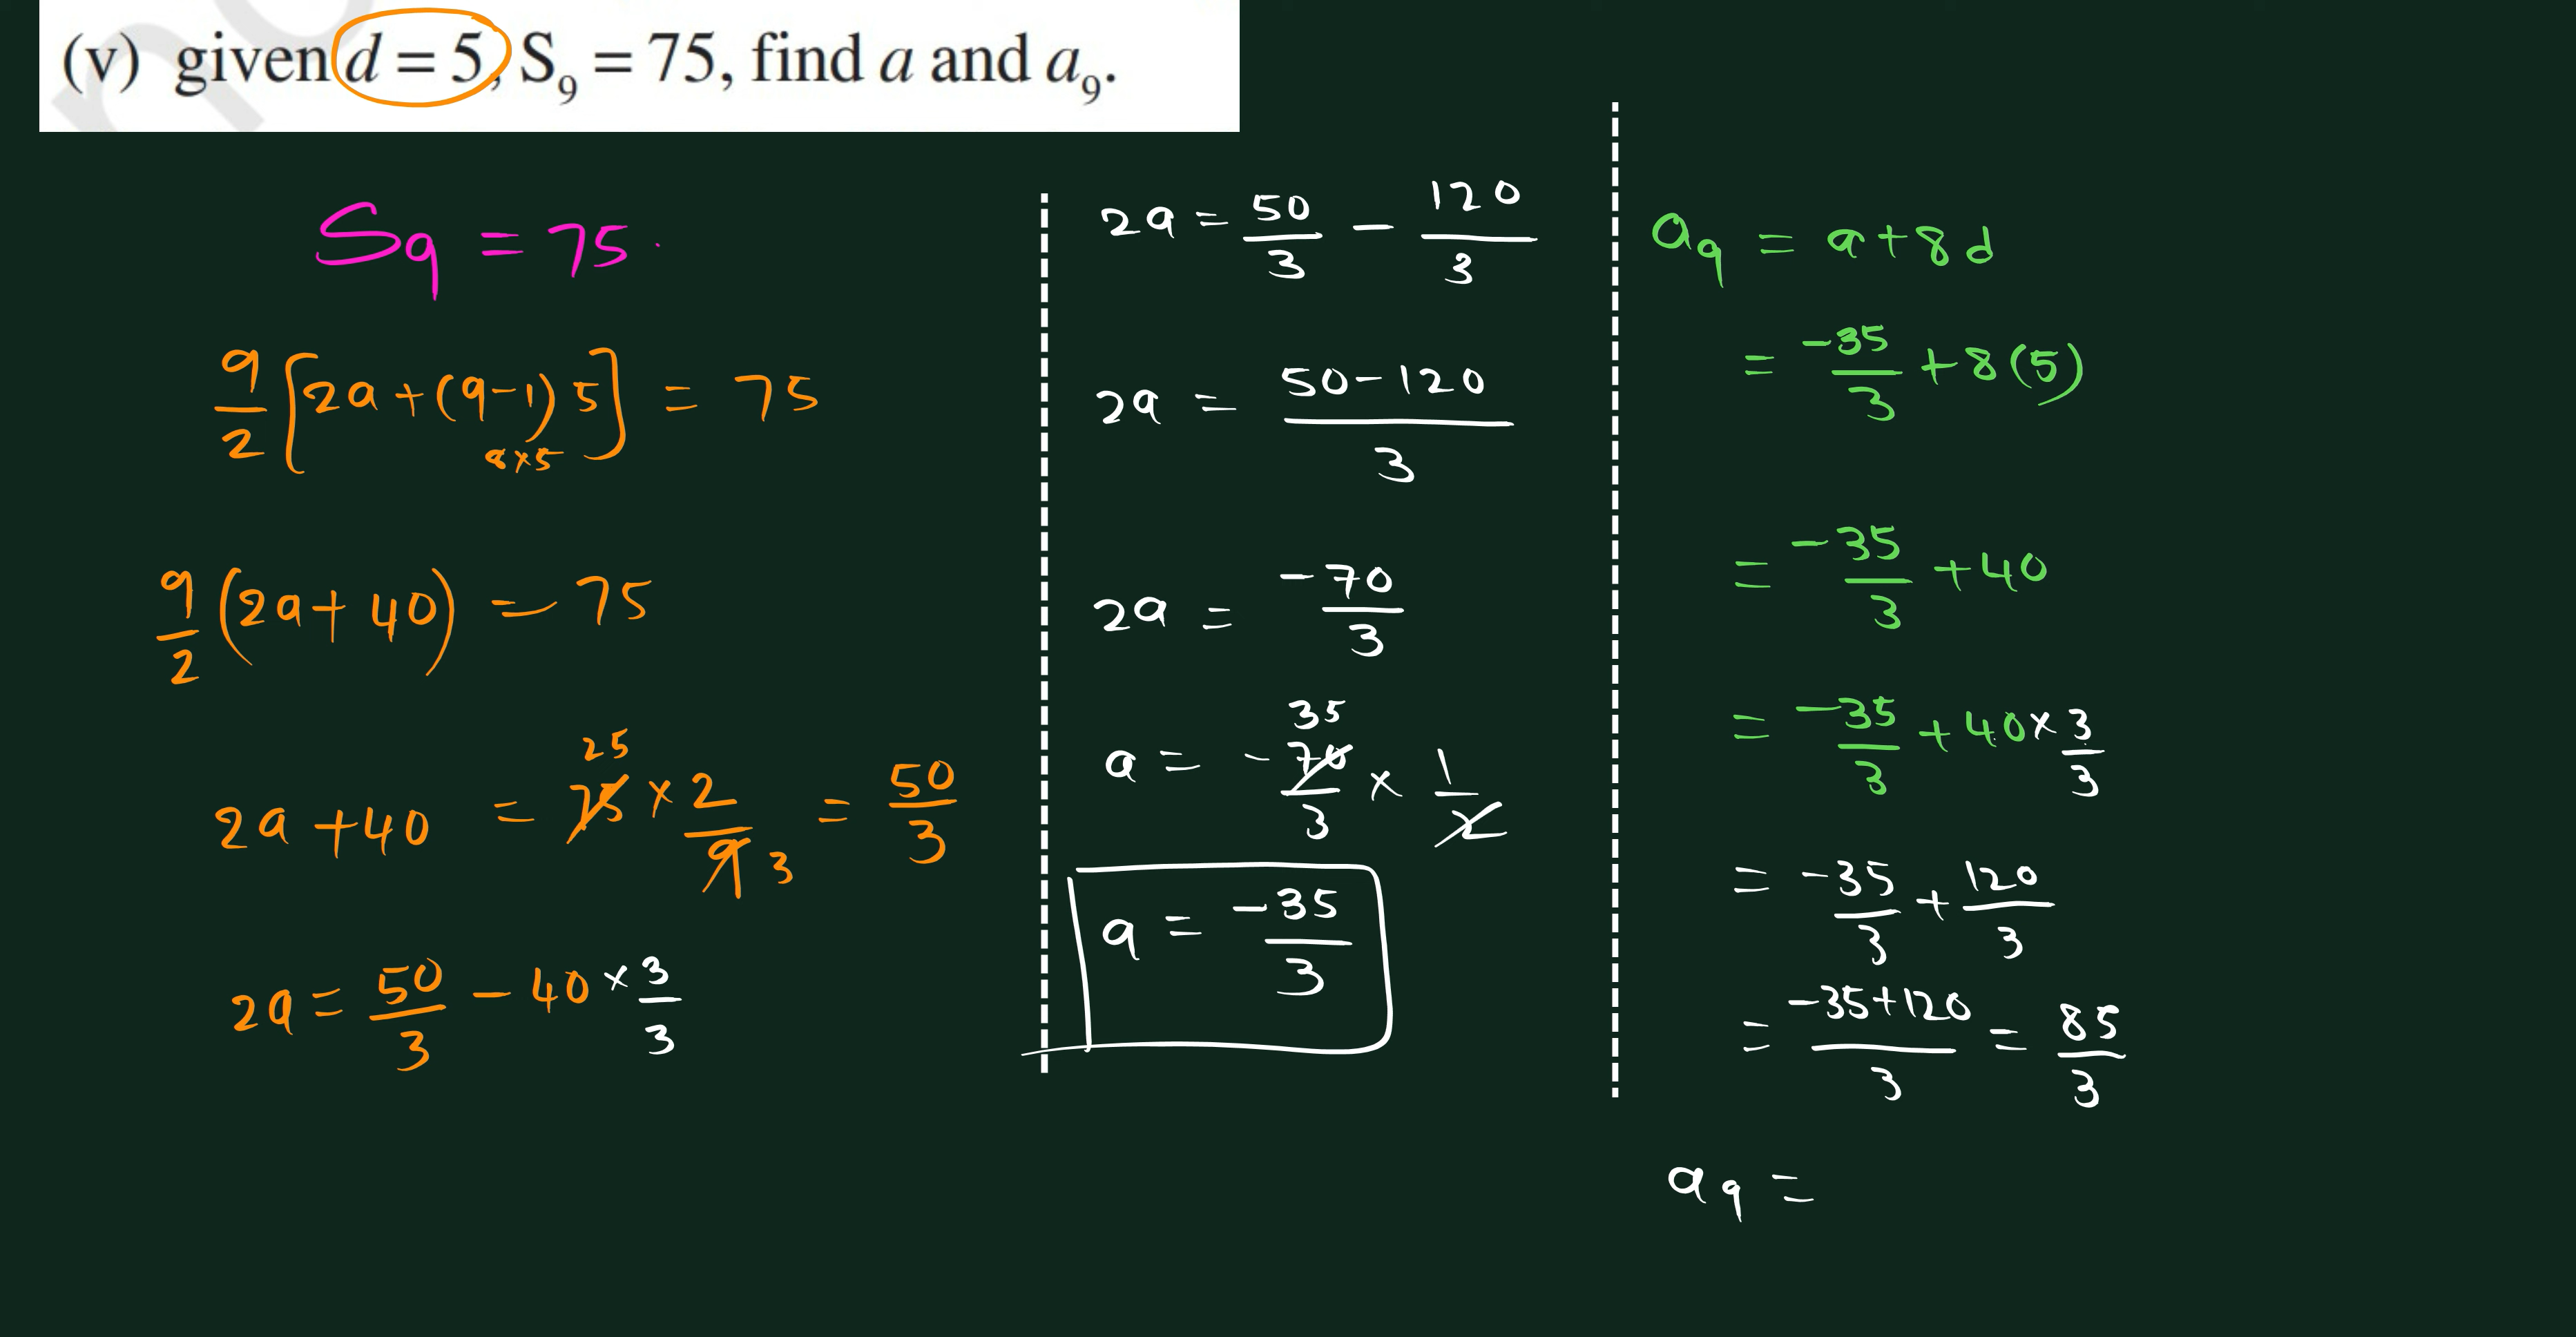 (v) given d = 5, S₉ = 75, find a and a₉.
S₉ = 75.
9/2 [2a + (9-1) 5] = 75
8×5
9/2 (2a + 40) = 75
25
2a + 40 = 75 × 2/9 3 = 50/3
2a = 50/3 - 40 × 3/3
2a = 50/3 - 120/3
2a = (50-120)/3
2a = -70/3
35
a = -70/3 × 1/2
a = -35/3
a₉ = a + 8d
= -35/3 + 8(5)
= -35/3 + 40
= -35/3 + 40 × 3/3
= -35/3 + 120/3
= (-35+120)/3 = 85/3
a₉ =